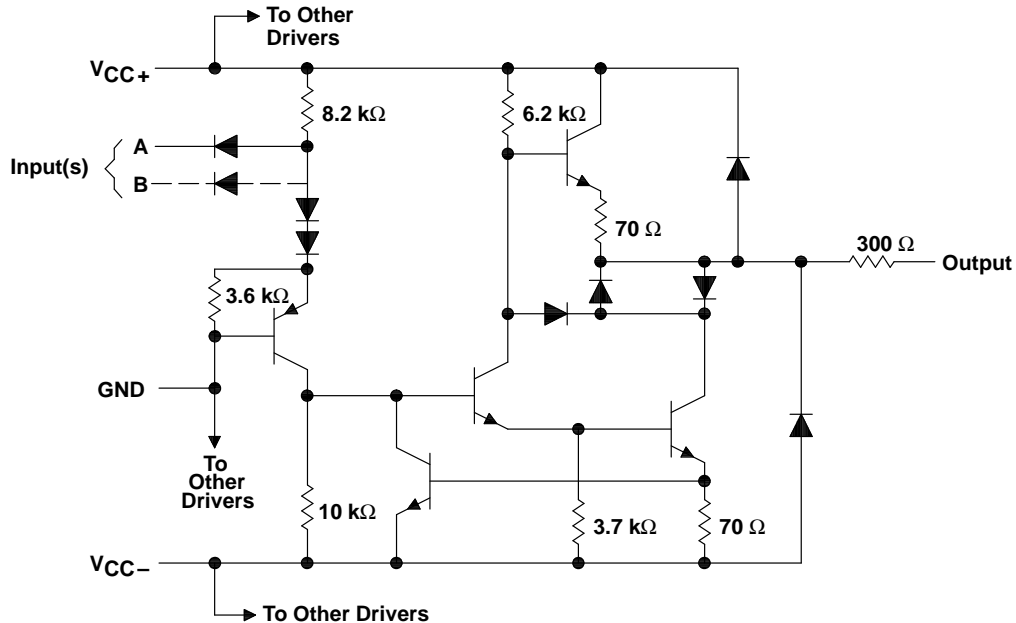 To Other
Drivers
VCC+
8.2 kΩ
6.2 kΩ
A
Input(s)
B
70 Ω
300 Ω
Output
3.6 kΩ
GND
To
Other
Drivers
10 kΩ
3.7 kΩ
70 Ω
VCC−
To Other Drivers